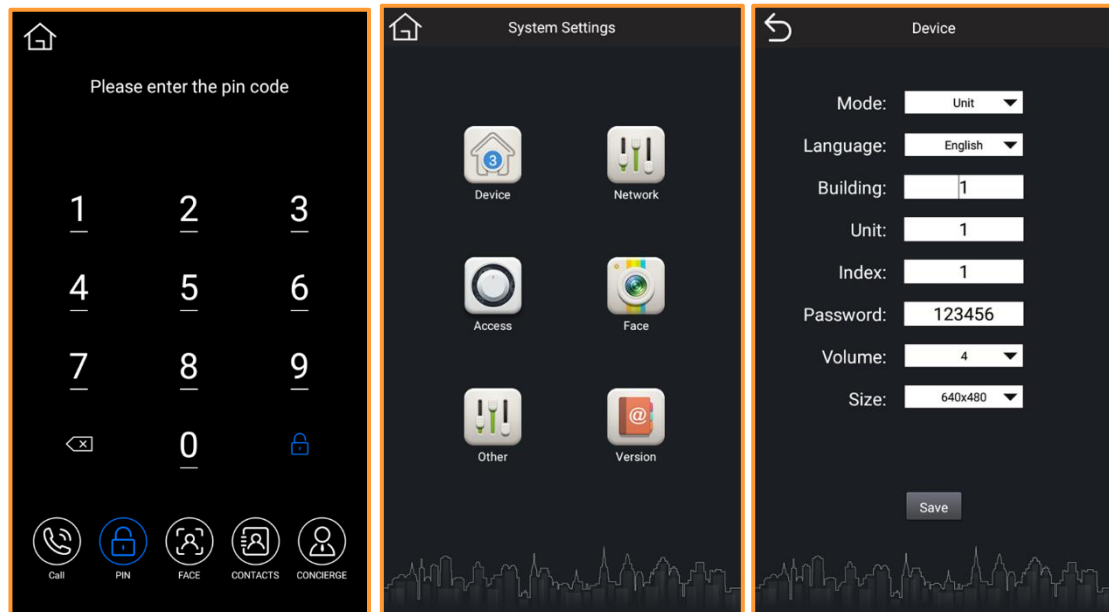 Please enter the pin code
1 2 3
4 5 6
7 8 9
0
Call PIN FACE CONTACTS CONCIERGE
System Settings
3
Device Network
Access Face
@
Other Version
Device
Mode: Unit
Language: English
Building: 1
Unit: 1
Index: 1
Password: 123456
Volume: 4
Size: 640x480
Save